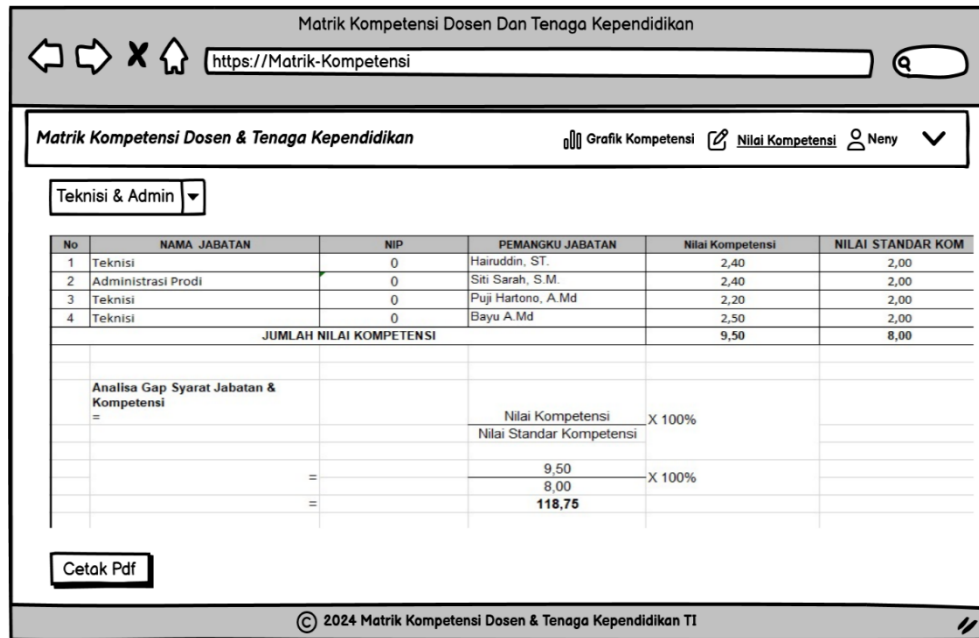 Matrik Kompetensi Dosen Dan Tenaga Kependidikan
https://Matrik-Kompetensi
Matrik Kompetensi Dosen & Tenaga Kependidikan Grafik Kompetensi Nilai Kompetensi Neny
Teknisi & Admin
No NAMA JABATAN NIP PEMANGKU JABATAN Nilai Kompetensi NILAI STANDAR KOM
1 Teknisi 0 Hairuddin, ST. 2,40 2,00
2 Administrasi Prodi 0 Siti Sarah, S.M. 2,40 2,00
3 Teknisi 0 Puji Hartono, A.Md 2,20 2,00
4 Teknisi 0 Bayu A.Md 2,50 2,00
JUMLAH NILAI KOMPETENSI 9,50 8,00
Analisa Gap Syarat Jabatan &
Kompetensi
=
Nilai Kompetensi X 100%
Nilai Standar Kompetensi
= 9,50 X 100%
8,00
= 118,75
Cetak Pdf
© 2024 Matrik Kompetensi Dosen & Tenaga Kependidikan TI